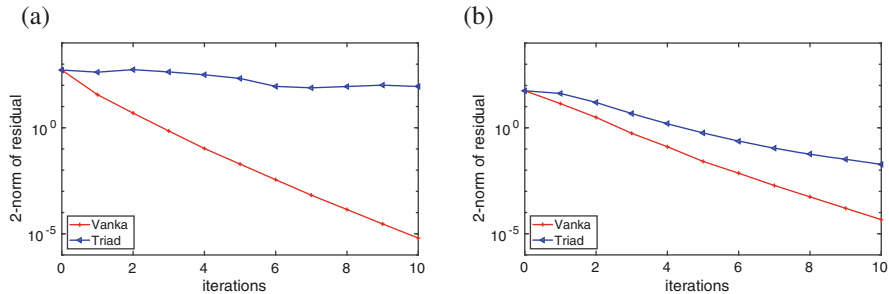 (a)
2-norm of residual
10^0
10^-5
Vanka
Triad
0 2 4 6 8 10
iterations
(b)
2-norm of residual
10^0
10^-5
Vanka
Triad
0 2 4 6 8 10
iterations